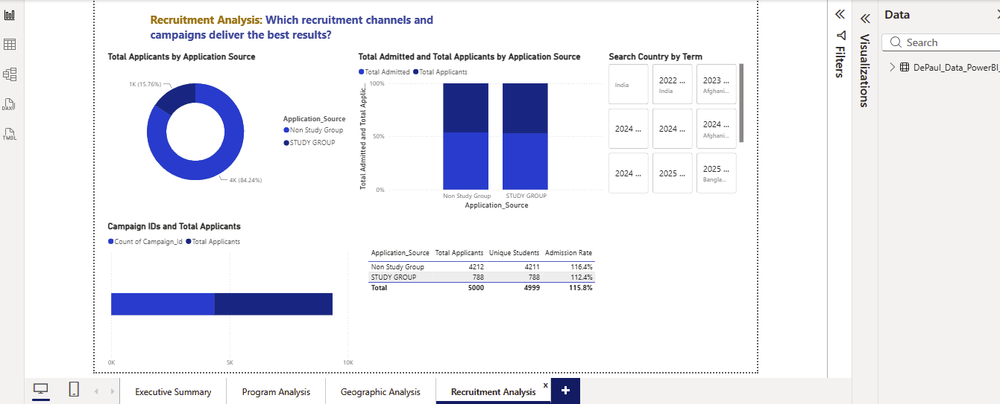 Recruitment Analysis: Which recruitment channels and
campaigns deliver the best results?
Total Applicants by Application Source
1K (15.76%)
4K (84.24%)
Application_Source
Non Study Group
STUDY GROUP
Total Admitted and Total Applicants by Application Source
Total Admitted Total Applicants
Total Admitted and Total Applic...
100%
50%
0%
Non Study Group STUDY GROUP
Application_Source
Search Country by Term
India
2022 ...
India
2023 ...
Afghani...
2024 ...
2024 ...
2024 ...
Afghani...
2024 ...
2025 ...
2025 ...
Bangla...
Campaign IDs and Total Applicants
Count of Campaign_Id Total Applicants
0K 5K 10K
Application_Source Total Applicants Unique Students Admission Rate
Non Study Group 4212 4211 116.4%
STUDY GROUP 788 788 112.4%
Total 5000 4999 115.8%
Filters
Visualizations
Data
Search
DePaul_Data_PowerBI_
DAX
TMDL
Executive Summary Program Analysis Geographic Analysis Recruitment Analysis x +